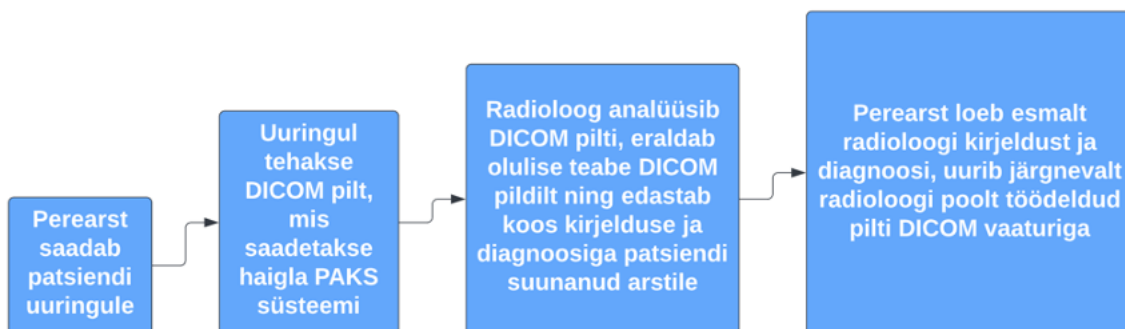 Perearst
saadab
patsiendi
uuringule
Uuringul
tehakse
DICOM pilt,
mis
saadetakse
haigla PAKS
süsteemi
Radioloog analüüsib
DICOM pilti, eraldab
olulise teabe DICOM
pildilt ning edastab
koos kirjelduse ja
diagnoosiga patsiendi
suunanud arstile
Perearst loeb esmalt
radioloogi kirjeldust ja
diagnoosi, uurib järgnevalt
radioloogi poolt töödeldud
pilti DICOM vaaturiga